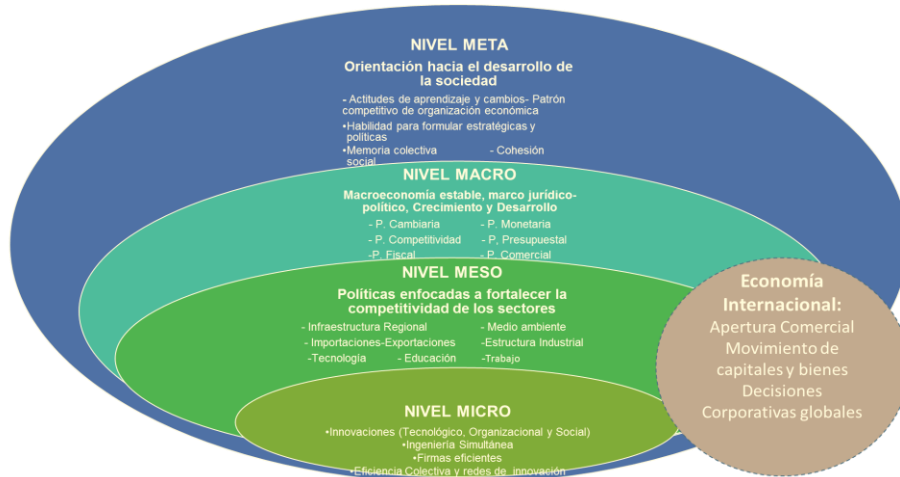 NIVEL META
Orientación hacia el desarrollo de
la sociedad
- Actitudes de aprendizaje y cambios- Patrón
competitivo de organización económica
•Habilidad para formular estratégicas y
políticas
•Memoria colectiva - Cohesión
social
NIVEL MACRO
Macroeconomía estable, marco jurídico-
político, Crecimiento y Desarrollo
- P. Cambiaria - P. Monetaria
- P. Competitividad - P, Presupuestal
-P. Fiscal - P. Comercial
NIVEL MESO
Políticas enfocadas a fortalecer la
competitividad de los sectores
- Infraestructura Regional - Medio ambiente
- Importaciones-Exportaciones -Estructura Industrial
-Tecnología - Educación -Trabajo
NIVEL MICRO
•Innovaciones (Tecnológico, Organizacional y Social)
•Ingeniería Simultánea
•Firmas eficientes
•Eficiencia Colectiva y redes de innovación
Economía
Internacional:
Apertura Comercial
Movimiento de
capitales y bienes
Decisiones
Corporativas globales